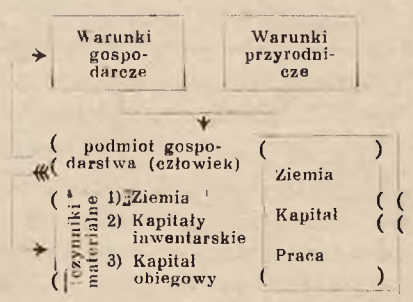 Warunki
gospo-
darcze
Warunki
przyrodni-
cze
podmiot gospo-
darstwa (człowiek)
czynniki
materialne
1) Ziemia
2) Kapitały
inwentarskie
3) Kapitał
obiegowy
Ziemia
Kapitał
Praca